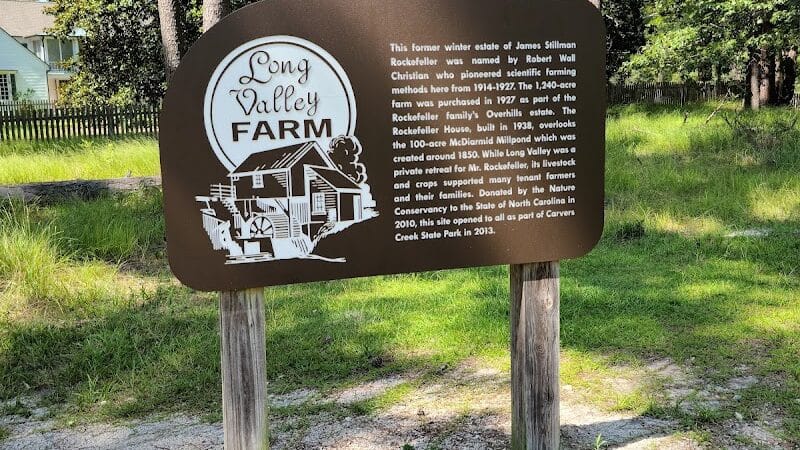 Long
Valley
FARM
This former winter estate of James Stillman
Rockefeller was named by Robert Wall
Christian who pioneered scientific farming
methods here from 1914-1927. The 1,240-acre
farm was purchased in 1927 as part of the
Rockefeller family's Overhills estate. The
Rockefeller House, built in 1938, overlooks
the 100-acre McDiarmid Millpond which was
created around 1850. While Long Valley was a
private retreat for Mr. Rockefeller, its livestock
and crops supported many tenant farmers
and their families. Donated by the Nature
Conservancy to the State of North Carolina in
2010, this site opened to all as part of Carvers
Creek State Park in 2013.